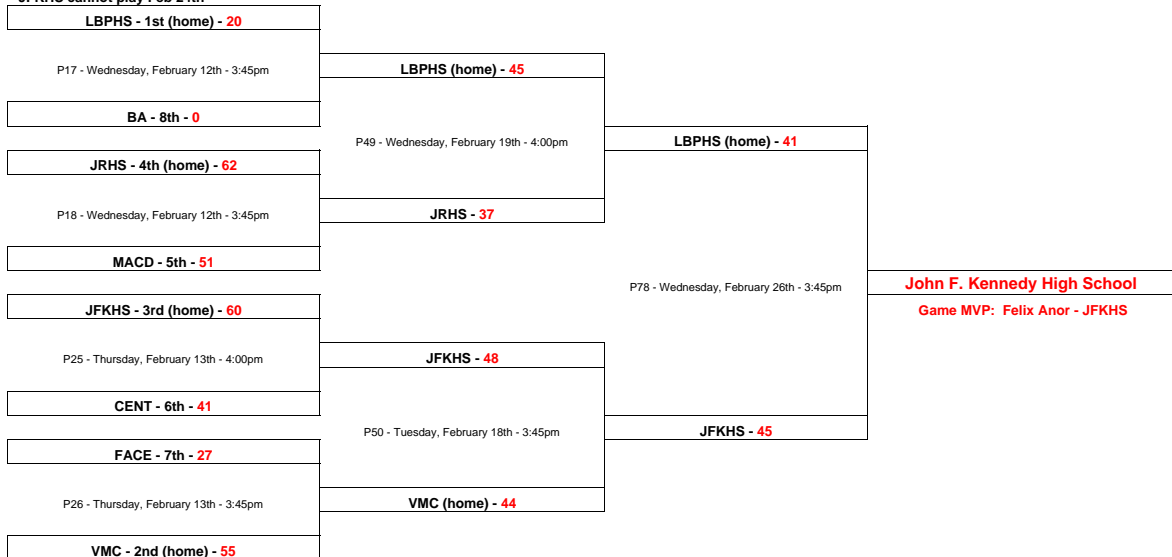 LBPHS - 1st (home) - 20
P17 - Wednesday, February 12th - 3:45pm
BA - 8th - 0
JRHS - 4th (home) - 62
P18 - Wednesday, February 12th - 3:45pm
MACD - 5th - 51
JFKHS - 3rd (home) - 60
P25 - Thursday, February 13th - 4:00pm
CENT - 6th - 41
FACE - 7th - 27
P26 - Thursday, February 13th - 3:45pm
VMC - 2nd (home) - 55
LBPHS (home) - 45
P49 - Wednesday, February 19th - 4:00pm
JRHS - 37
JFKHS - 48
P50 - Tuesday, February 18th - 3:45pm
VMC (home) - 44
LBPHS (home) - 41
P78 - Wednesday, February 26th - 3:45pm
JFKHS - 45
John F. Kennedy High School
Game MVP: Felix Anor - JFKHS